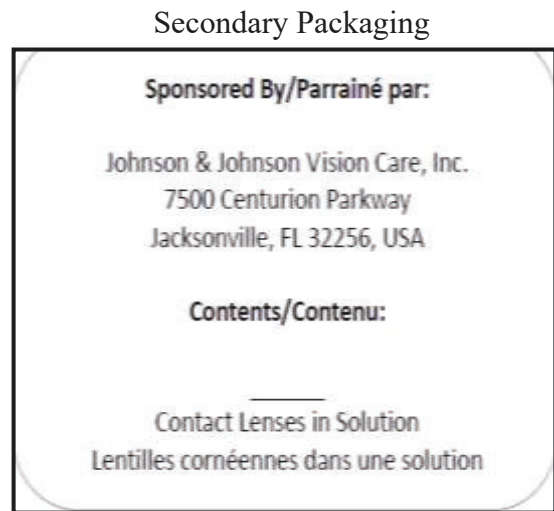 Secondary Packaging
Sponsored By/Parrainé par:
Johnson & Johnson Vision Care, Inc.
7500 Centurion Parkway
Jacksonville, FL 32256, USA
Contents/Contenu:
______
Contact Lenses in Solution
Lentilles cornéennes dans une solution